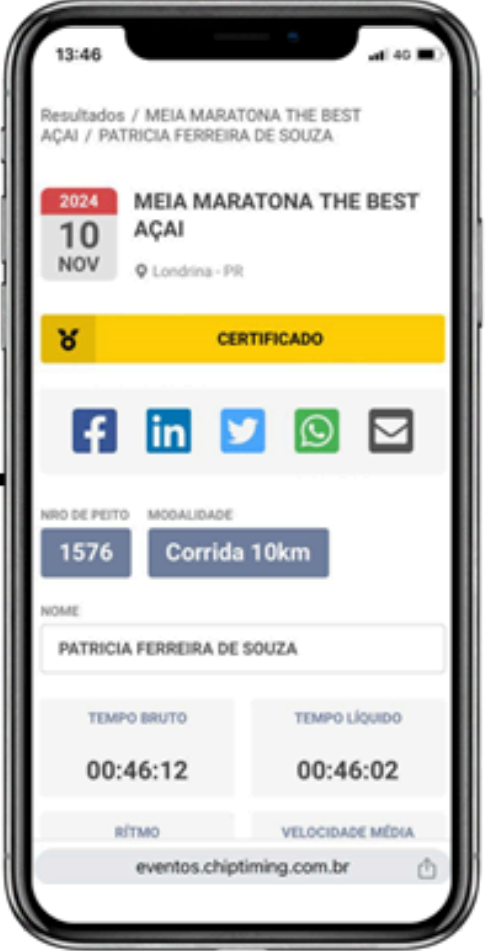 13:46
4G
Resultados / MEIA MARATONA THE BEST
AÇAI / PATRICIA FERREIRA DE SOUZA
2024
10
NOV
MEIA MARATONA THE BEST
AÇAI
Londrina - PR
CERTIFICADO
NRO DE PEITO
MODALIDADE
1576
Corrida 10km
NOME
PATRICIA FERREIRA DE SOUZA
TEMPO BRUTO
TEMPO LÍQUIDO
00:46:12
00:46:02
RÍTMO
VELOCIDADE MÉDIA
eventos.chiptiming.com.br